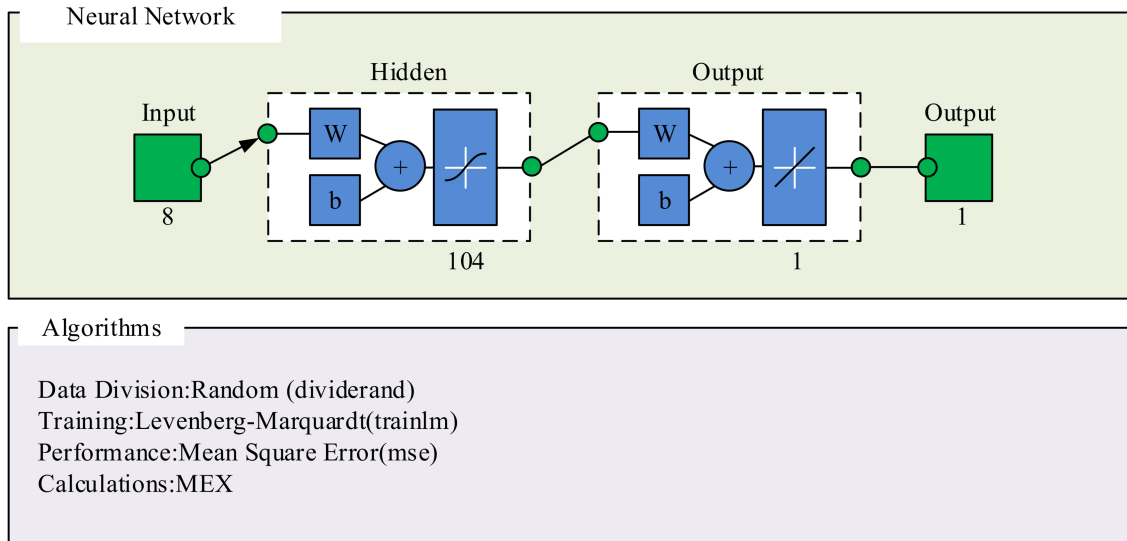 Neural Network
Hidden
Output
Input
Output
W
W
+
+
b
b
8
1
104
1
Algorithms
Data Division:Random (dividerand)
Training:Levenberg-Marquardt(trainlm)
Performance:Mean Square Error(mse)
Calculations:MEX